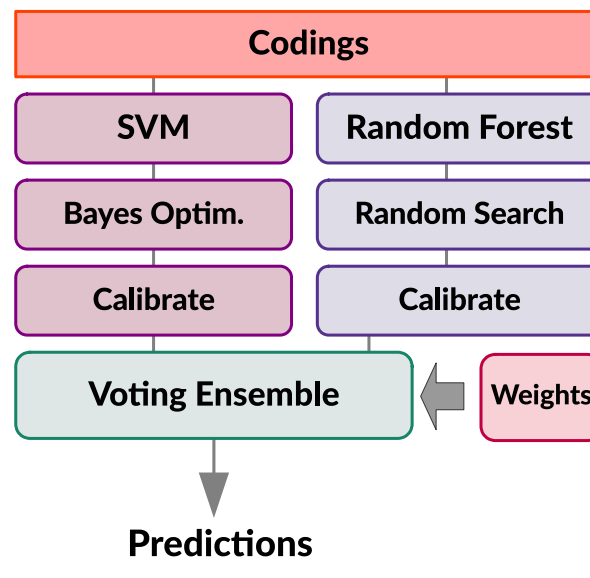 Codings
SVM
Random Forest
Bayes Optim.
Random Search
Calibrate
Calibrate
Voting Ensemble
Weights
Predictions